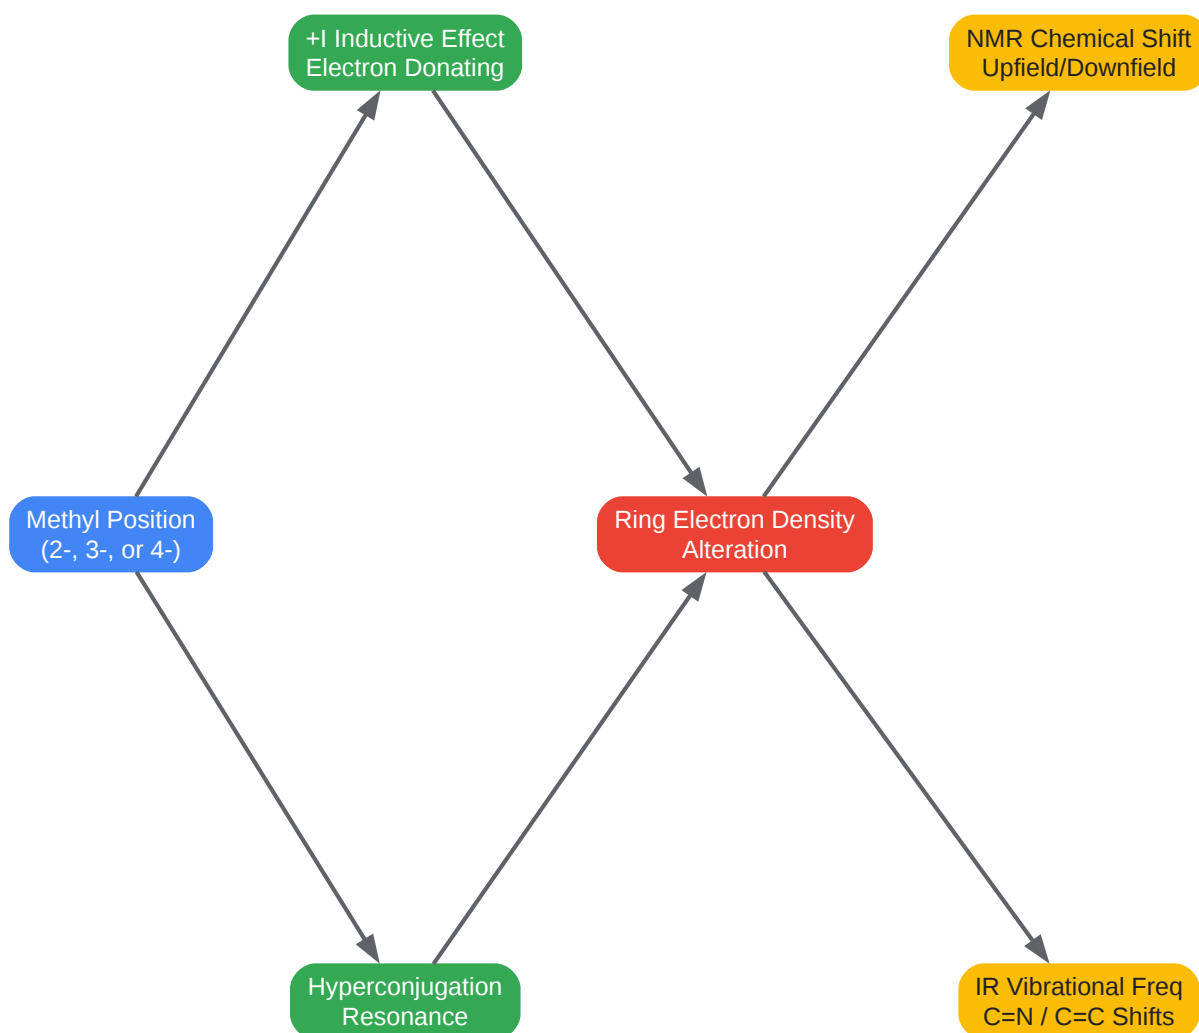 +I Inductive Effect
Electron Donating
NMR Chemical Shift
Upfield/Downfield
Methyl Position
(2-, 3-, or 4-)
Ring Electron Density
Alteration
Hyperconjugation
Resonance
IR Vibrational Freq
C=N / C=C Shifts